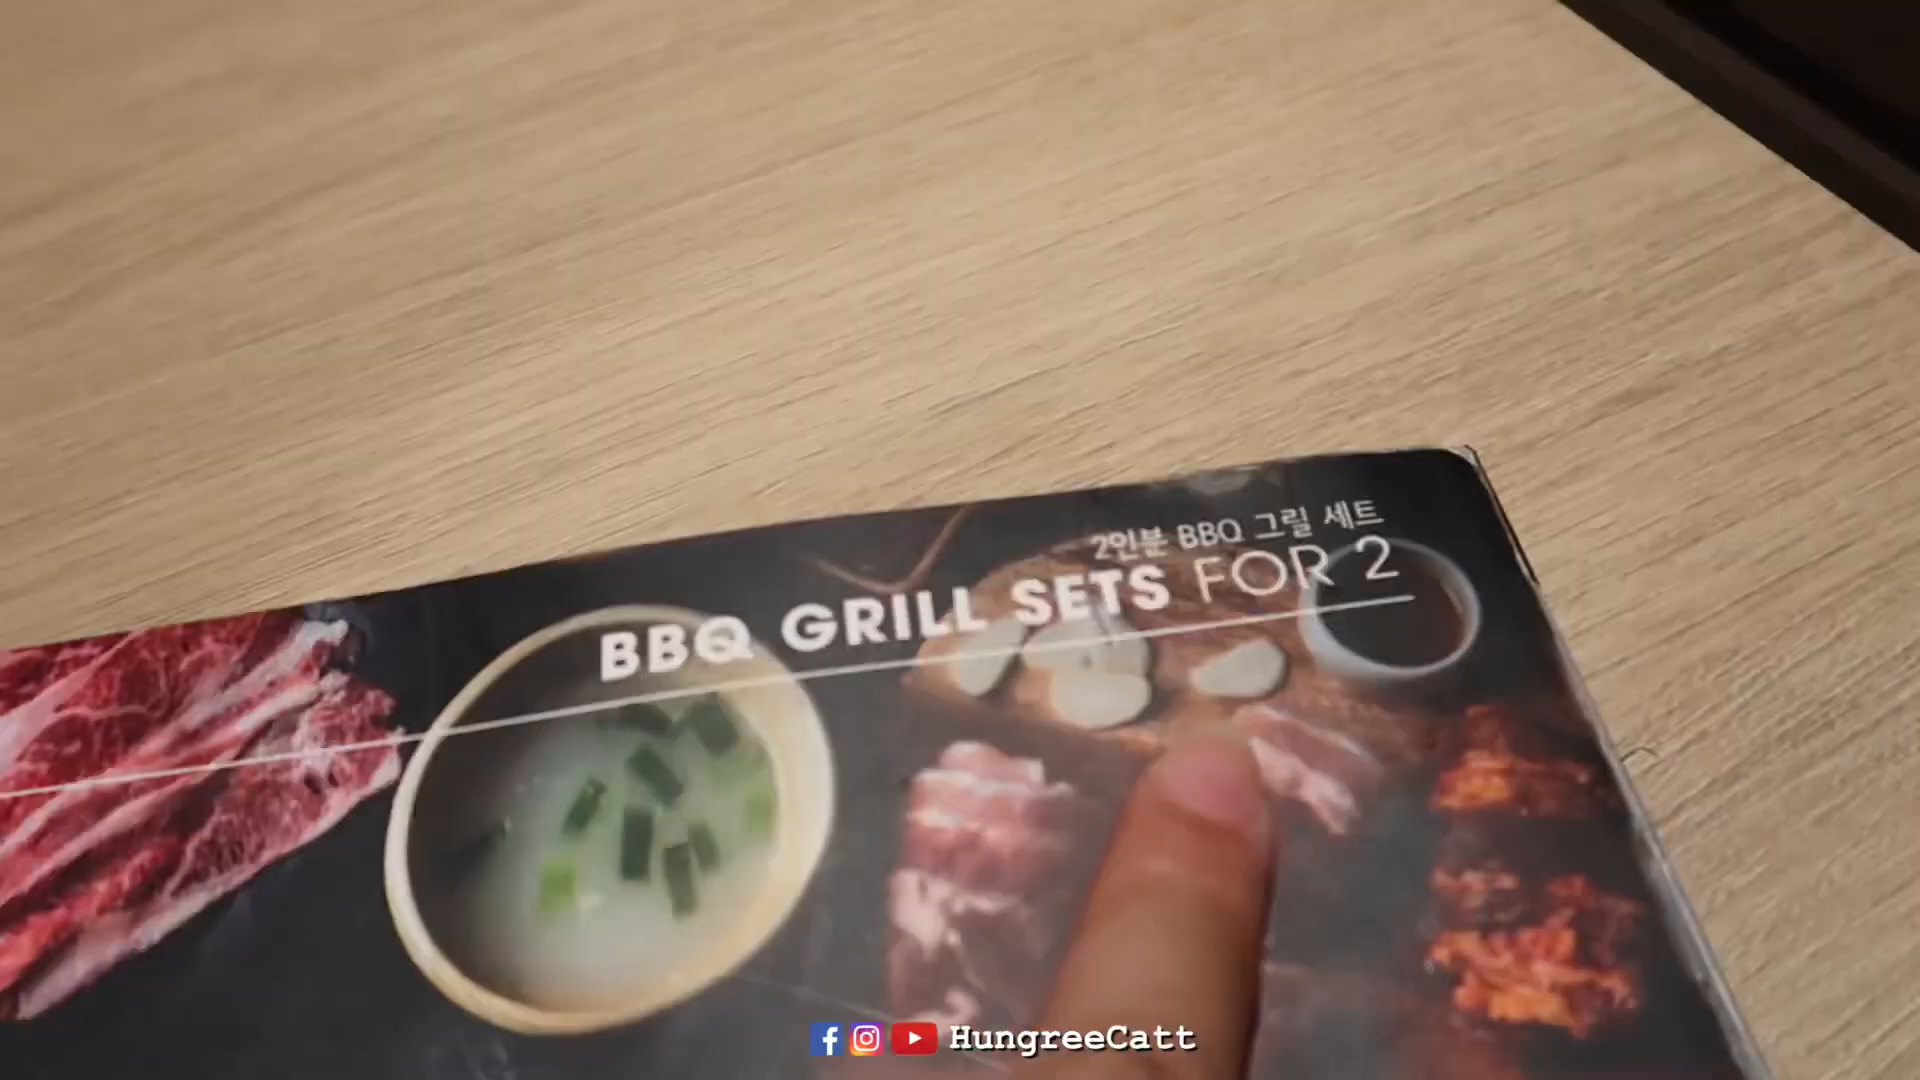 2인분 BBQ 그릴 세트
BBQ GRILL SETS FOR 2
HungreeCatt